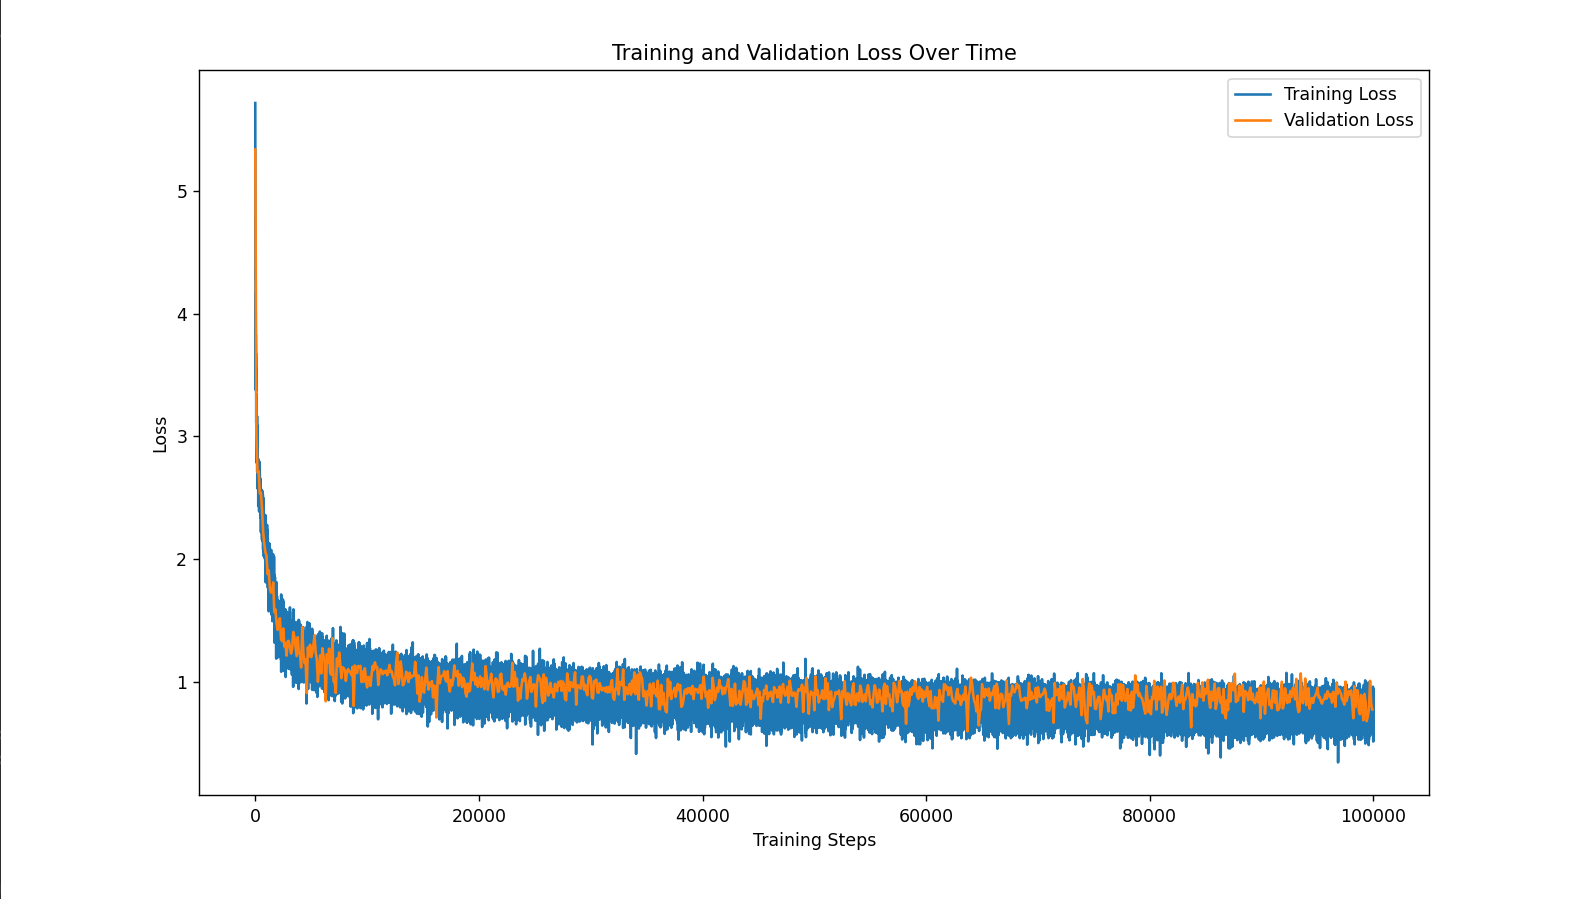 Training and Validation Loss Over Time
Training Loss
Validation Loss
5
4
3
2
1
Loss
0 20000 40000 60000 80000 100000
Training Steps